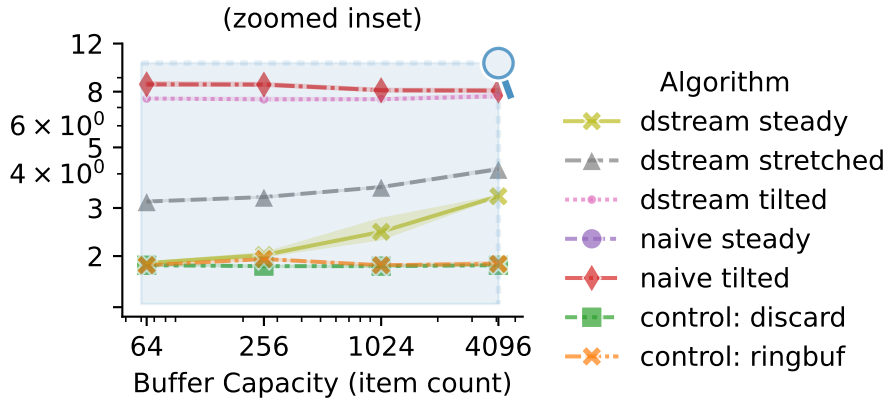 (zoomed inset)
12
8
6 × 10⁰
5
4 × 10⁰
3
2
64 256 1024 4096
Buffer Capacity (item count)
Algorithm
dstream steady
dstream stretched
dstream tilted
naive steady
naive tilted
control: discard
control: ringbuf